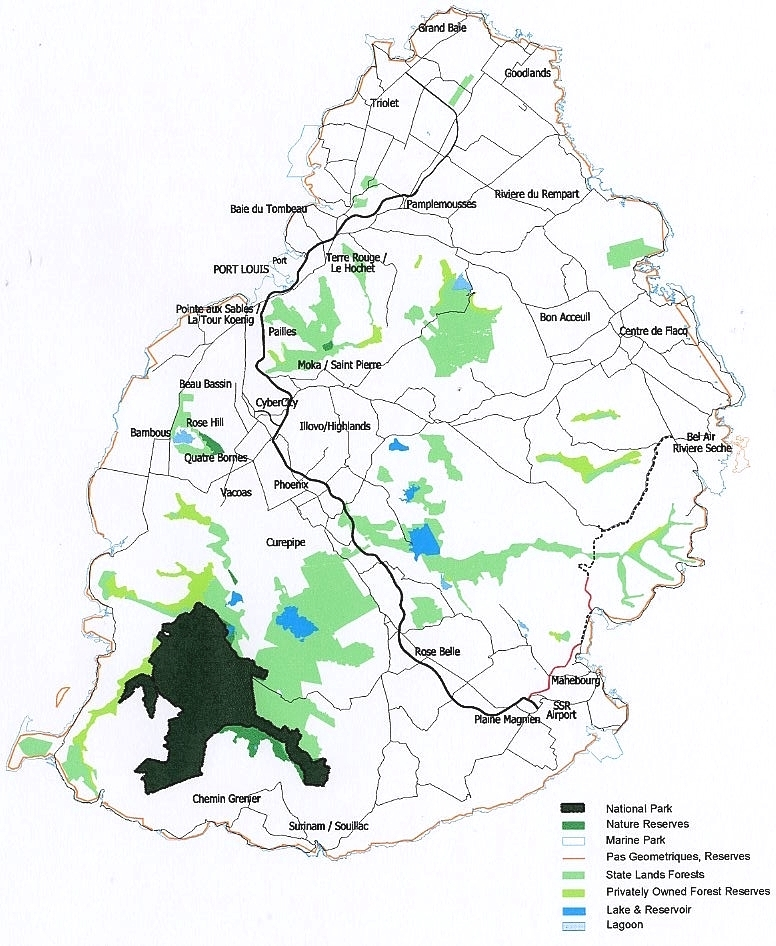 Grand Baie
Goodlands
Triolet
Riviere du Rempart
Baie du Tombeau
Pamplemousses
Port
PORT LOUIS
Terre Rouge /
Le Hochet
Pointe aux Sables /
La Tour Koenig
Bon Acceuil
Centre de Flacq
Pailles
Moka / Saint Pierre
Beau Bassin
CyberCity
Rose Hill
Illovo/Highlands
Bambous
Bel Air
Riviere Seche
Quatre Bornes
Phoenix
Vacoas
Curepipe
Rose Belle
Mahebourg
SSR
Airport
Plaine Magnien
Chemin Grenier
Surinam / Souillac
National Park
Nature Reserves
Marine Park
Pas Geometriques, Reserves
State Lands Forests
Privately Owned Forest Reserves
Lake & Reservoir
Lagoon